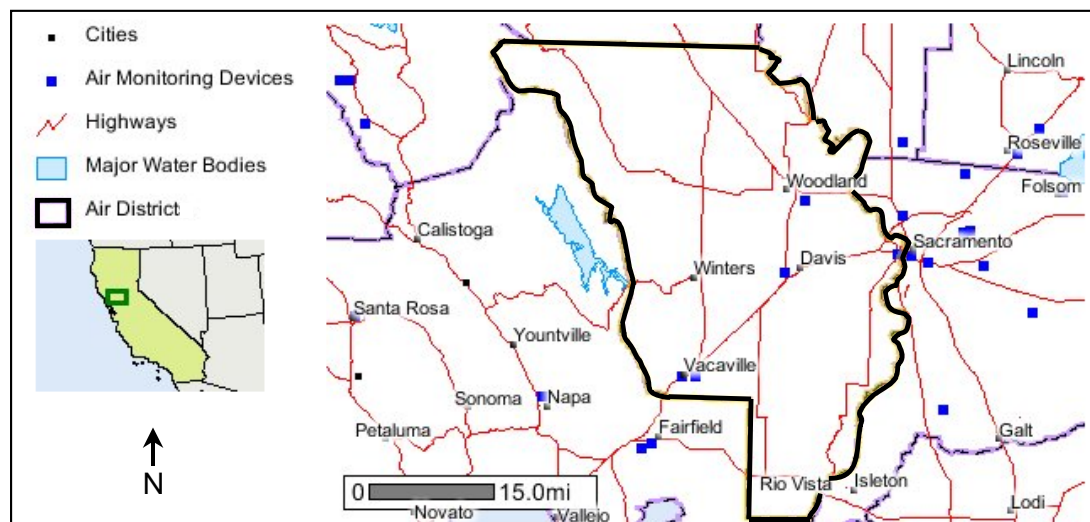 Cities
Air Monitoring Devices
Highways
Major Water Bodies
Air District
N
Lincoln
Roseville
Folsom
Woodland
Calistoga
Sacramento
Davis
Winters
Santa Rosa
Yountville
Vacaville
Sonoma
Napa
Petaluma
Fairfield
Galt
Rio Vista
Isleton
0
15.0mi
Lodi
Novato
Vallejo